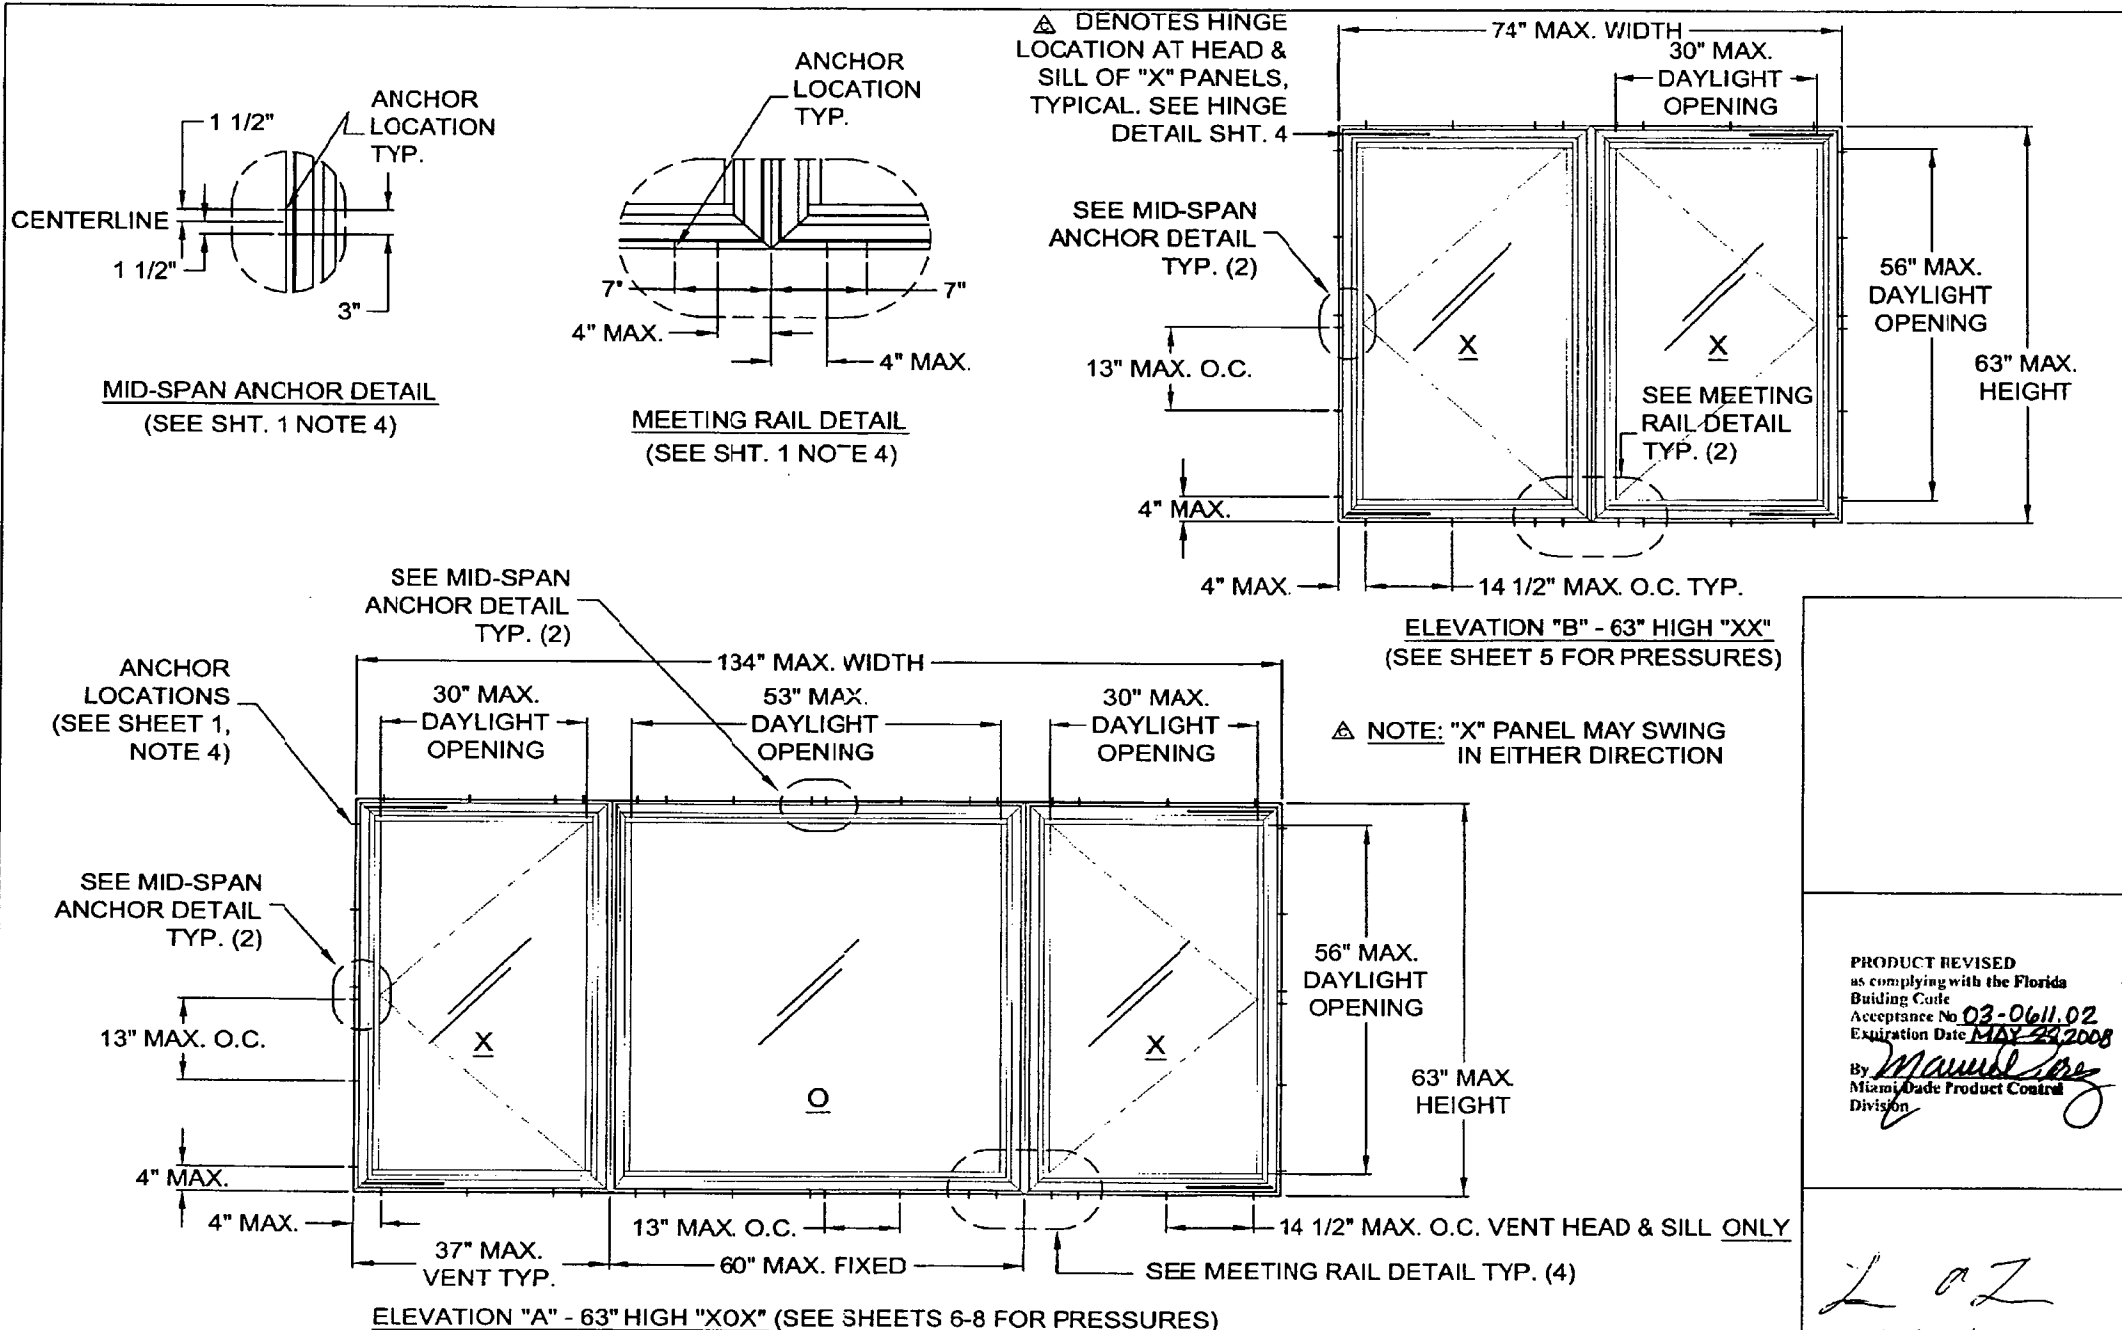 1 1/2"
ANCHOR
LOCATION
TYP.
CENTERLINE
1 1/2"
3"
MID-SPAN ANCHOR DETAIL
(SEE SHT. 1 NOTE 4)
ANCHOR
LOCATION
TYP.
7"
7"
4" MAX.
4" MAX.
MEETING RAIL DETAIL
(SEE SHT. 1 NOTE 4)
DENOTES HINGE
LOCATION AT HEAD &
SILL OF "X" PANELS,
TYPICAL. SEE HINGE
DETAIL SHT. 4
74" MAX. WIDTH
30" MAX.
DAYLIGHT
OPENING
SEE MID-SPAN
ANCHOR DETAIL
TYP. (2)
13" MAX. O.C.
X
X
56" MAX.
DAYLIGHT
OPENING
63" MAX.
HEIGHT
SEE MEETING
RAIL DETAIL
TYP. (2)
4" MAX.
4" MAX.
14 1/2" MAX. O.C. TYP.
ELEVATION "B" - 63" HIGH "XX"
(SEE SHEET 5 FOR PRESSURES)
NOTE: "X" PANEL MAY SWING
IN EITHER DIRECTION
SEE MID-SPAN
ANCHOR DETAIL
TYP. (2)
ANCHOR
LOCATIONS
(SEE SHEET 1,
NOTE 4)
134" MAX. WIDTH
30" MAX.
DAYLIGHT
OPENING
53" MAX.
DAYLIGHT
OPENING
30" MAX.
DAYLIGHT
OPENING
SEE MID-SPAN
ANCHOR DETAIL
TYP. (2)
13" MAX. O.C.
X
O
X
56" MAX.
DAYLIGHT
OPENING
63" MAX.
HEIGHT
4" MAX.
4" MAX.
13" MAX. O.C.
14 1/2" MAX. O.C. VENT HEAD & SILL ONLY
37" MAX.
VENT TYP.
60" MAX. FIXED
SEE MEETING RAIL DETAIL TYP. (4)
ELEVATION "A" - 63" HIGH "XOX" (SEE SHEETS 6-8 FOR PRESSURES)
PRODUCT REVISED
as complying with the Florida
Building Code
Acceptance No 03-0611.02
Expiration Date MAY 22, 2008
By
Miami Dade Product Control
Division